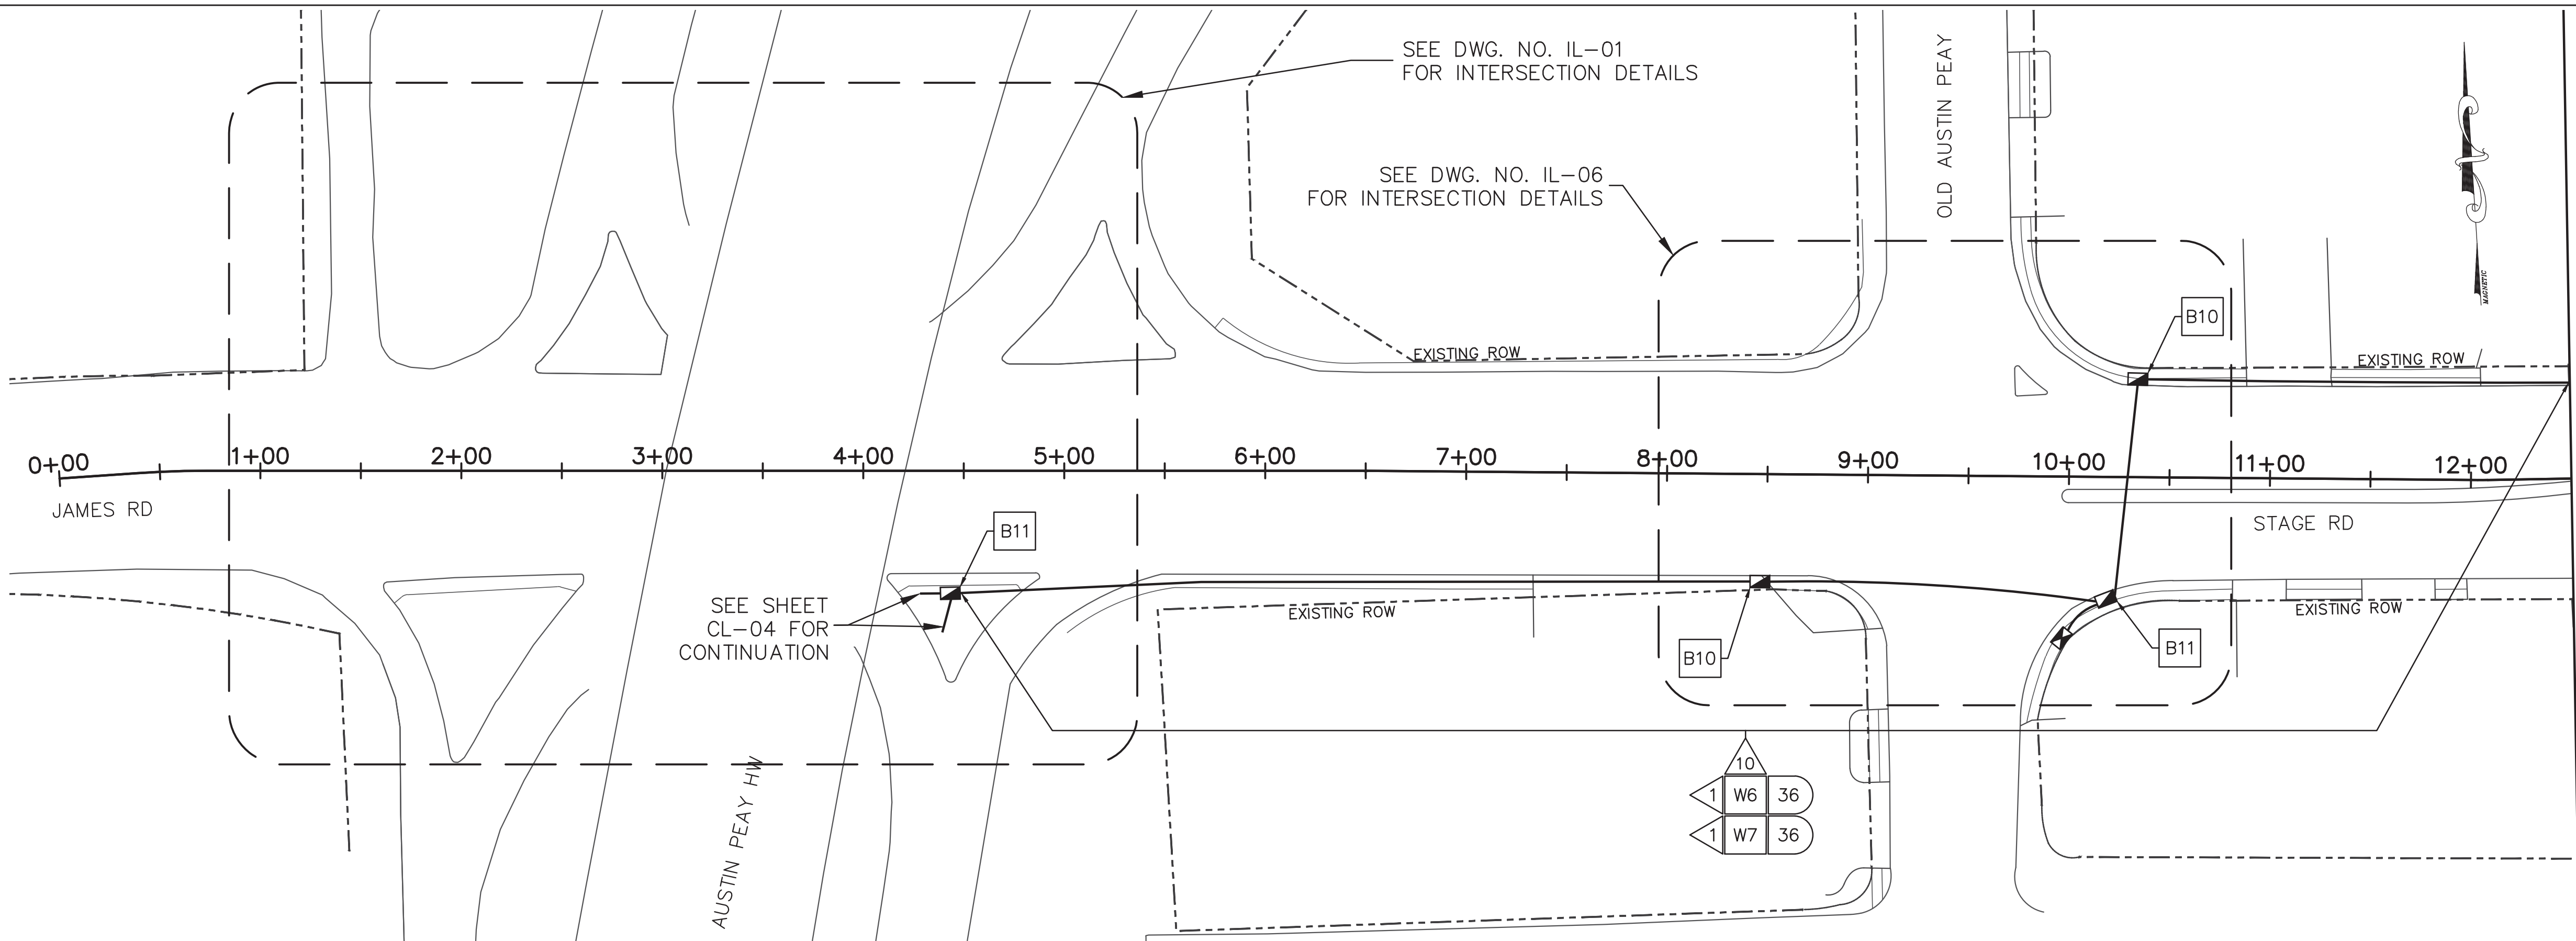 SEE DWG. NO. IL-01
FOR INTERSECTION DETAILS
OLD AUSTIN PEAY
SEE DWG. NO. IL-06
FOR INTERSECTION DETAILS
MAGNETIC
B10
EXISTING ROW
EXISTING ROW
0+00
1+00
2+00
3+00
4+00
5+00
6+00
7+00
8+00
9+00
10+00
11+00
12+00
JAMES RD
STAGE RD
B11
SEE SHEET
CL-04 FOR
CONTINUATION
EXISTING ROW
EXISTING ROW
B10
B11
AUSTIN PEAY HW
10
1 W6 36
1 W7 36